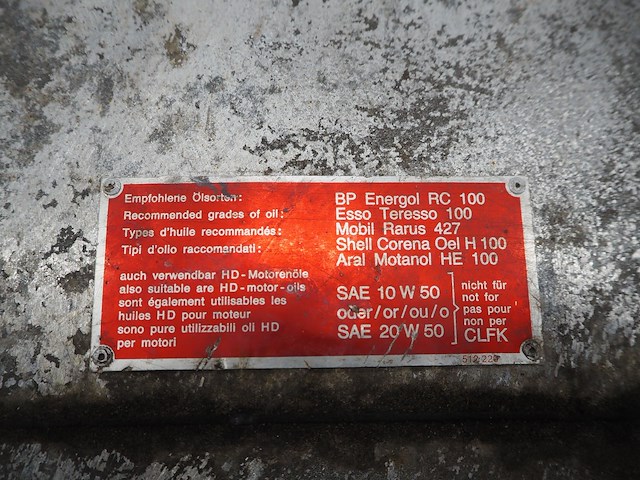 Empfohlene Ölsorten: BP Energol RC 100
Recommended grades of oil: Esso Teresso 100
Types d'huile recommandés: Mobil Rarus 427
Tipi d'olio raccomandati: Shell Corena Oel H 100
Aral Motanol HE 100
auch verwendbar HD-Motorenöle
also suitable are HD-motor-oils
sont également utilisables les
huiles HD pour moteur
sono pure utilizzabili oli HD
per motori
SAE 10 W 50
oder/or/ou/o
SAE 20 W 50
nicht für
not for
pas pour
non per
CLFK
512 229